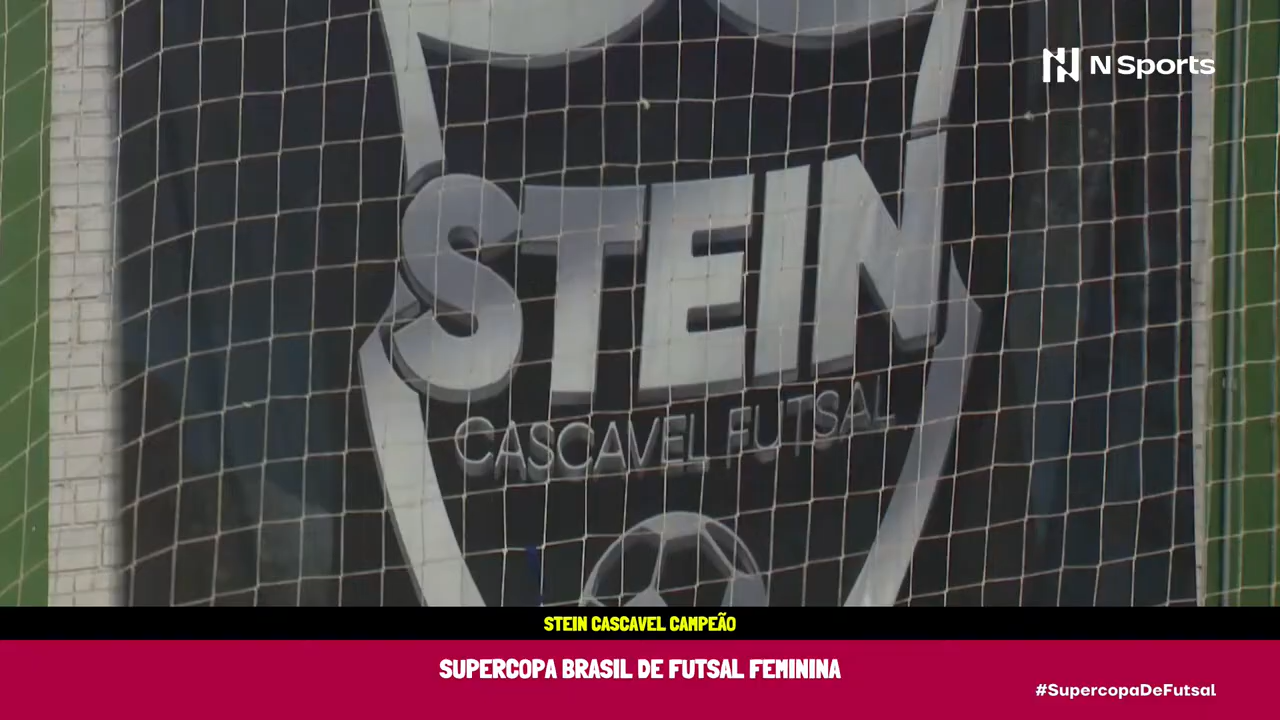 N Sports
STEIN
CASCAVEL FUTSAL
STEIN CASCAVEL CAMPEÃO
SUPERCOPA BRASIL DE FUTSAL FEMININA
#SupercopaDeFutsal